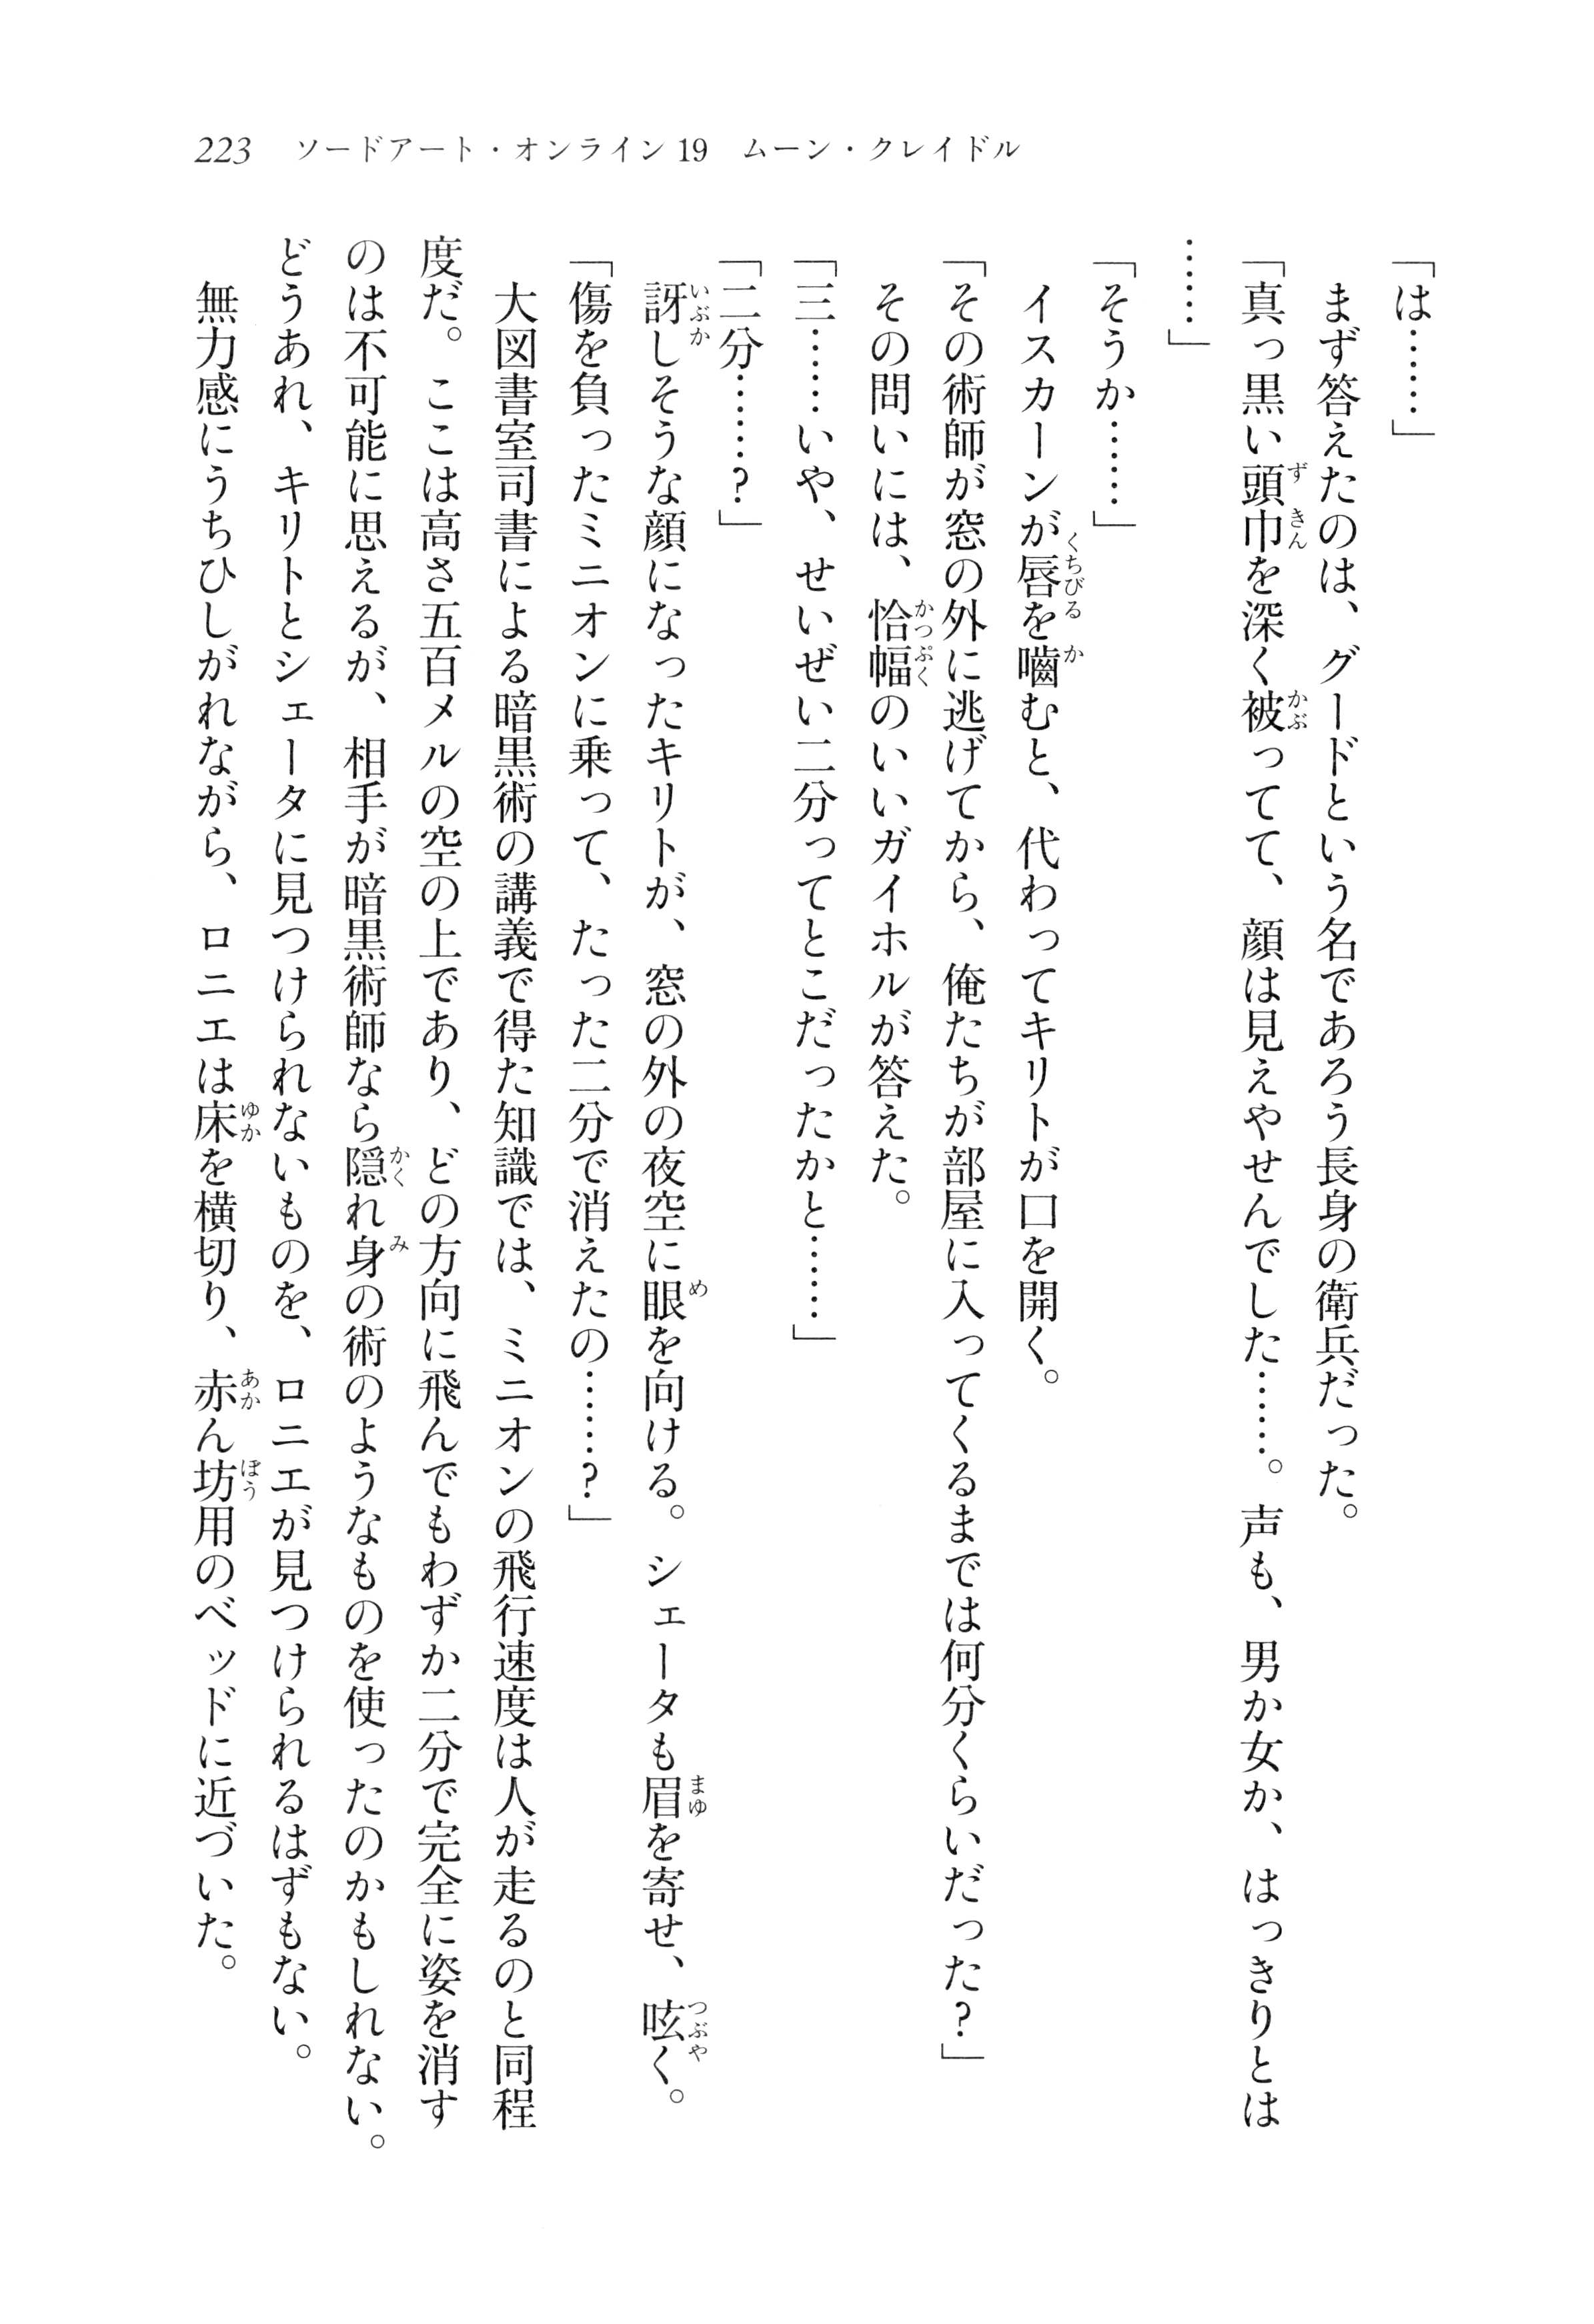 223 ソードアート・オンライン19 ムーン・クレイドル
「は………」
まず答えたのは、グードという名であろう長身の衛兵だった。
「真っ黒い頭巾を深く被ってて、顔は見えやせんでした……。声も、男か女か、はっきりとは
……」
「そうか……」
イスカーンが唇を嚙むと、代わってキリトが口を開く。
「その術師が窓の外に逃げてから、俺たちが部屋に入ってくるまでは何分くらいだった?」
その問いには、恰幅のいいガイホルが答えた。
「三……いや、せいぜい二分ってとこだったかと……」
「二分………?」
訝しそうな顔になったキリトが、窓の外の夜空に眼を向ける。シェータも眉を寄せ、呟く。
「傷を負ったミニオンに乗って、たった二分で消えたの……?」
大図書室司書による暗黒術の講義で得た知識では、ミニオンの飛行速度は人が走るのと同程
度だ。ここは高さ五百メルの空の上であり、どの方向に飛んでもわずか二分で完全に姿を消す
のは不可能に思えるが、相手が暗黒術師なら隠れ身の術のようなものを使ったのかもしれない。
どうあれ、キリトとシェータに見つけられないものを、ロニエが見つけられるはずもない。
無力感にうちひしがれながら、ロニエは床を横切り、赤ん坊用のベッドに近づいた。